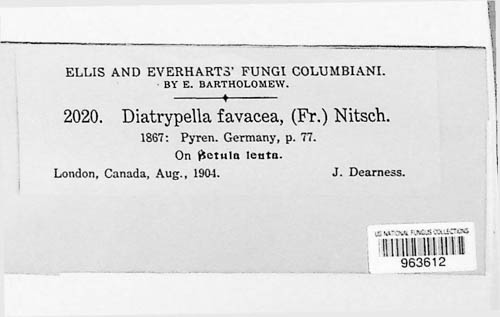 ELLIS AND EVERHARTS' FUNGI COLUMBIANI.
BY E. BARTHOLOMEW.
2020. Diatrypella favacea, (Fr.) Nitsch.
1867: Pyren. Germany, p. 77.
On Betula lenta.
London, Canada, Aug., 1904.
J. Dearness.
US NATIONAL FUNGUS COLLECTIONS
963612